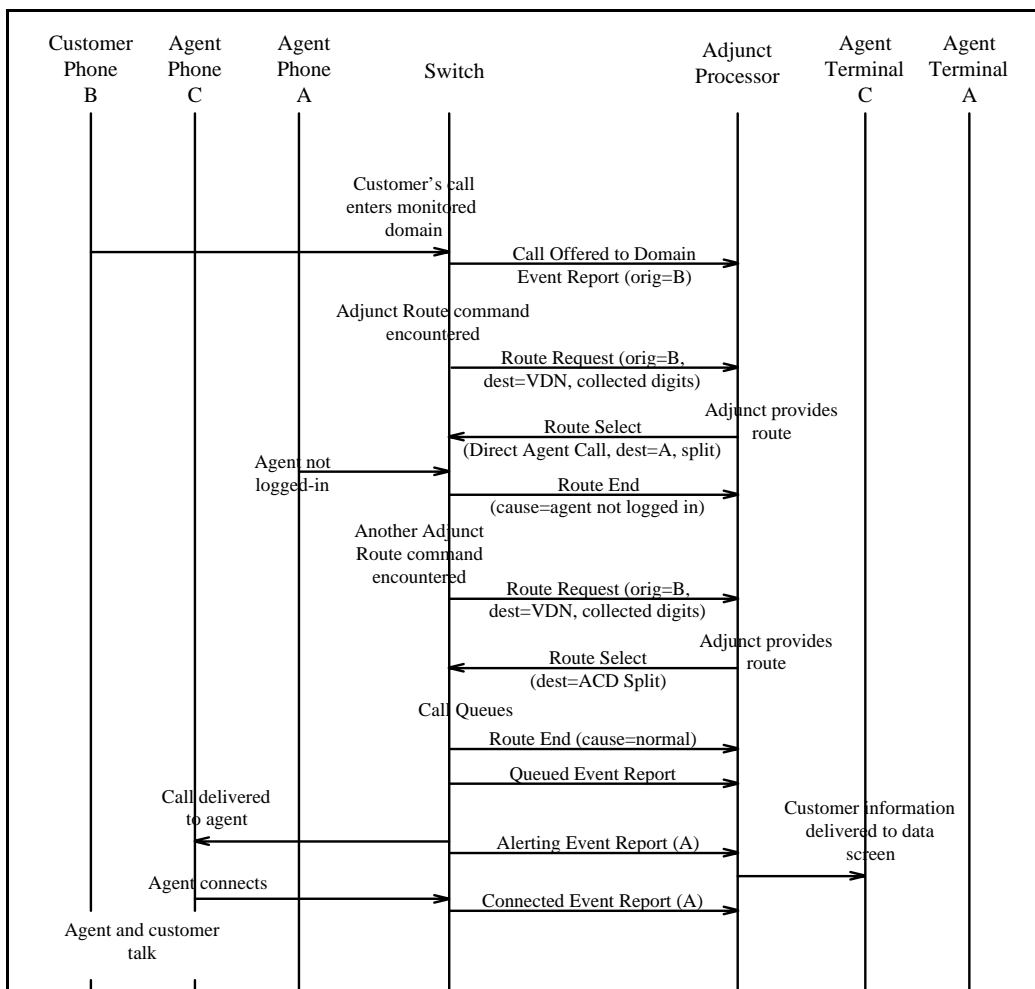 Customer
Phone
B
Agent
Phone
C
Agent
Phone
A
Switch
Adjunct
Processor
Agent
Terminal
C
Agent
Terminal
A
Customer's call
enters monitored
domain
Call Offered to Domain
Event Report (orig=B)
Adjunct Route command
encountered
Route Request (orig=B,
dest=VDN, collected digits)
Adjunct provides
route
Route Select
(Direct Agent Call, dest=A, split)
Agent not
logged-in
Route End
(cause=agent not logged in)
Another Adjunct
Route command
encountered
Route Request (orig=B,
dest=VDN, collected digits)
Adjunct provides
route
Route Select
(dest=ACD Split)
Call Queues
Route End (cause=normal)
Queued Event Report
Call delivered
to agent
Customer information
delivered to data
screen
Alerting Event Report (A)
Agent connects
Connected Event Report (A)
Agent and customer
talk